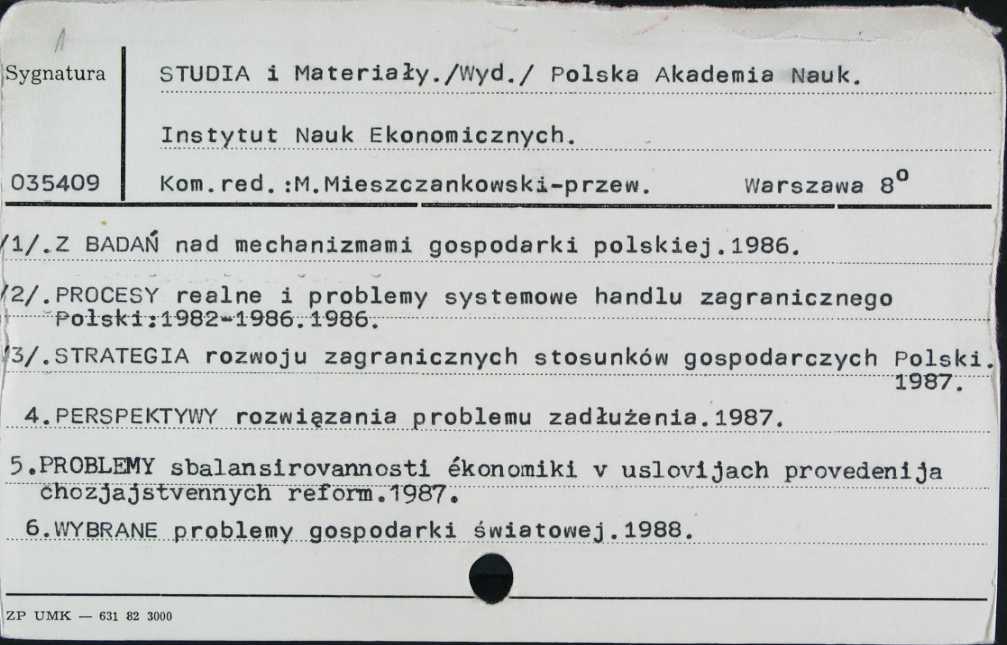 Sygnatura
STUDIA i Materiały./Wyd./ Polska Akademia Nauk.
Instytut Nauk Ekonomicznych.
035409
Kom.red.:M.Mieszczankowski-przew. Warszawa 8⁰
/1/.Z BADAŃ nad mechanizmami gospodarki polskiej.1986.
/2/.PROCESY realne i problemy systemowe handlu zagranicznego
Polski:1982-1986.1986.
/3/.STRATEGIA rozwoju zagranicznych stosunków gospodarczych Polski.
1987.
4.PERSPEKTYWY rozwiązania problemu zadłużenia.1987.
5.PROBLEMY sbalansirovannosti ékonomiki v uslovijach provedenija
chozjajstvennych reform.1987.
6.WYBRANE problemy gospodarki światowej.1988.
ZP UMK — 631 82 3000